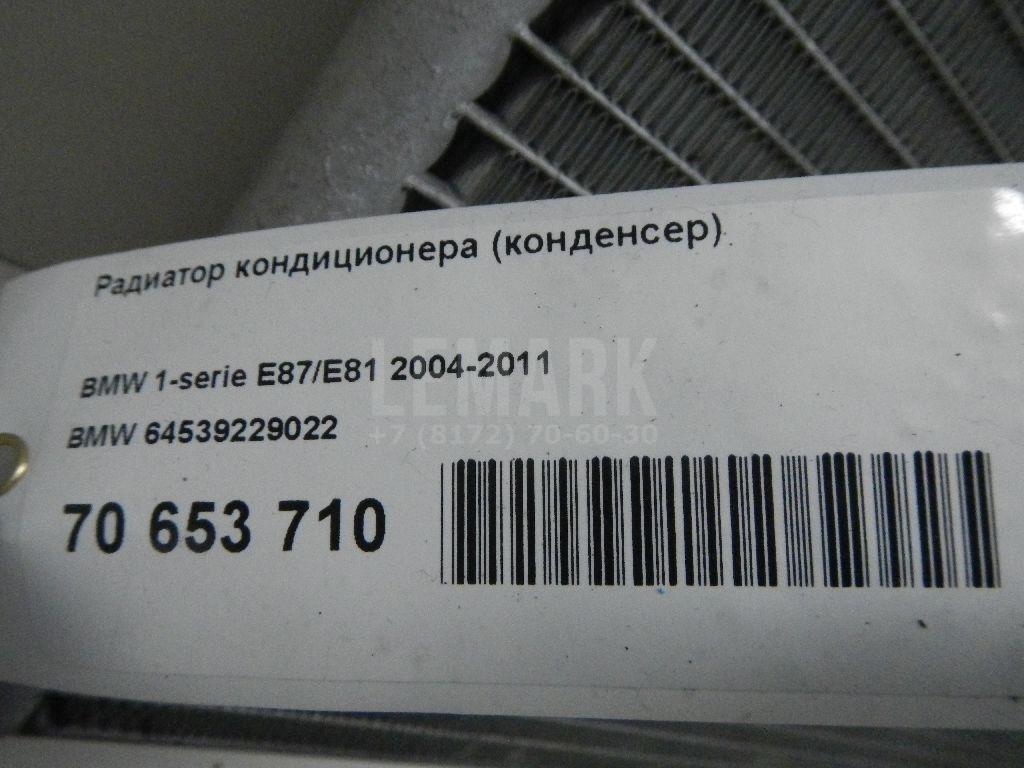 Радиатор кондиционера (конденсер)
BMW 1-serie E87/E81 2004-2011
LEMARK
BMW 64539229022
+7 (8172) 70-60-30
70 653 710